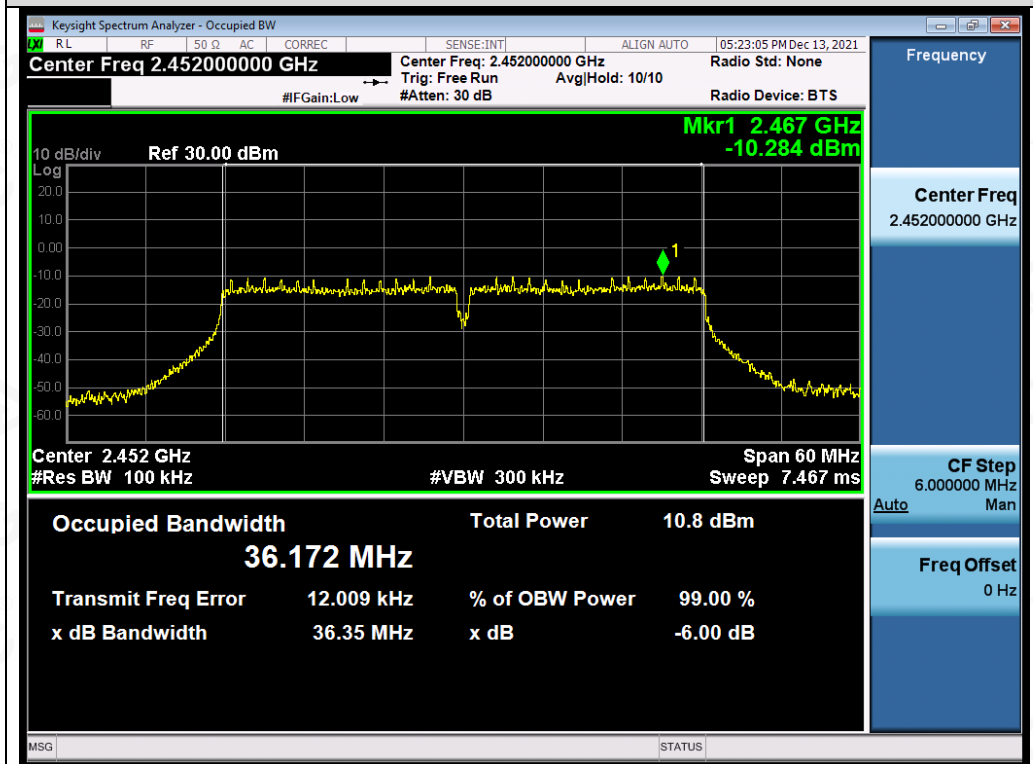 Keysight Spectrum Analyzer - Occupied BW
LXI RL RF 50 Ω AC CORREC SENSE:INT ALIGN AUTO 05:23:05 PM Dec 13, 2021
Center Freq 2.452000000 GHz
Center Freq: 2.452000000 GHz
Radio Std: None
Trig: Free Run Avg|Hold: 10/10
#IFGain:Low #Atten: 30 dB
Radio Device: BTS
Frequency
Mkr1 2.467 GHz
-10.284 dBm
10 dB/div Ref 30.00 dBm
Log
20.0
10.0
0.00
-10.0
-20.0
-30.0
-40.0
-50.0
-60.0
1
Center 2.452 GHz Span 60 MHz
#Res BW 100 kHz #VBW 300 kHz Sweep 7.467 ms
Center Freq
2.452000000 GHz
CF Step
6.000000 MHz
Auto Man
Freq Offset
0 Hz
Occupied Bandwidth Total Power 10.8 dBm
36.172 MHz
Transmit Freq Error 12.009 kHz % of OBW Power 99.00 %
x dB Bandwidth 36.35 MHz x dB -6.00 dB
MSG STATUS